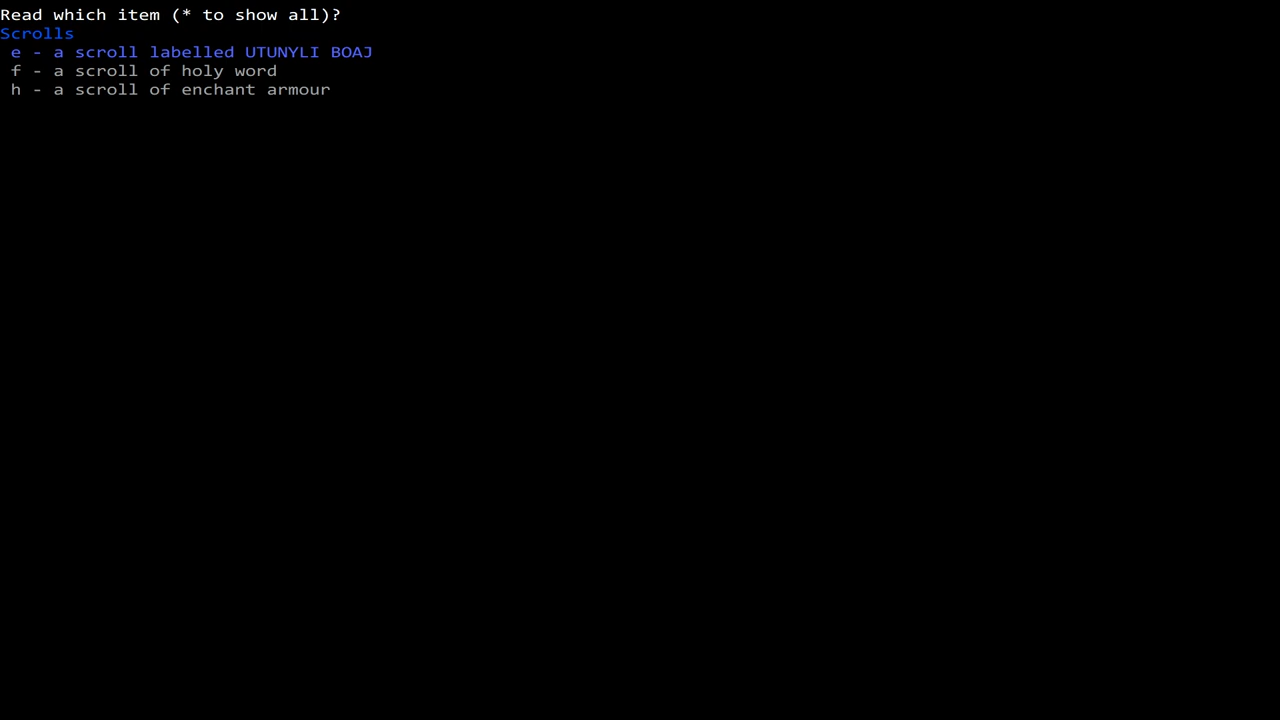 Read which item (* to show all)?
Scrolls
e - a scroll labelled UTUNYLI BOAJ
f - a scroll of holy word
h - a scroll of enchant armour